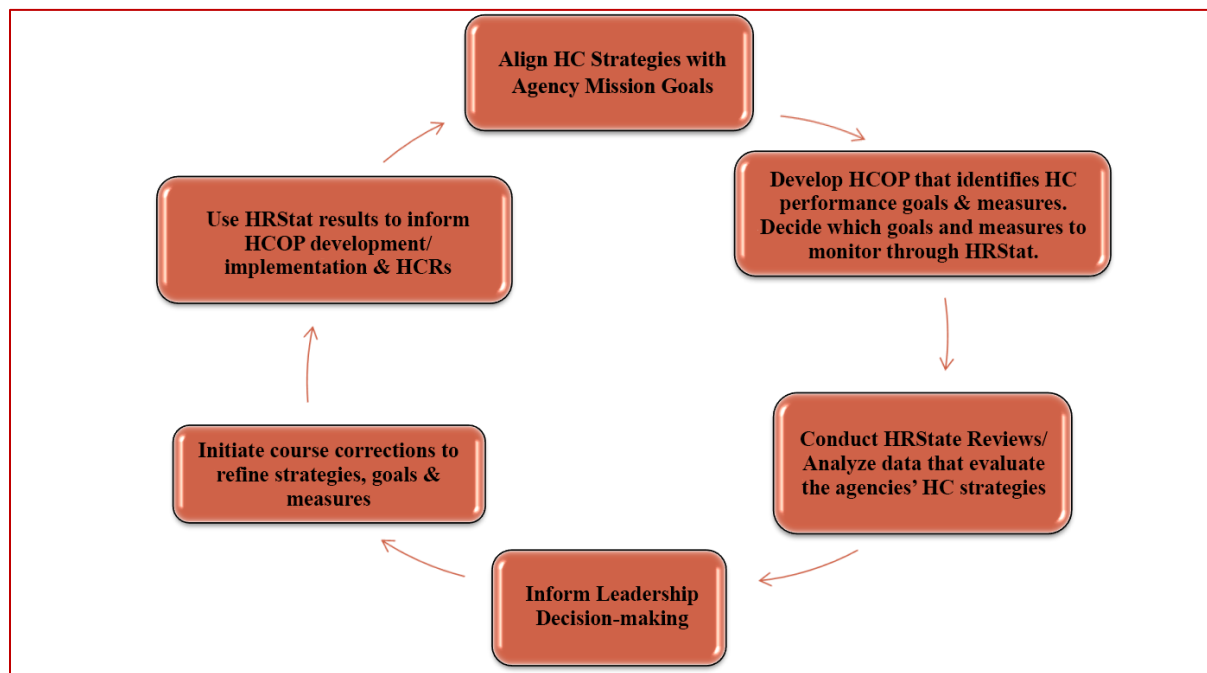 Align HC Strategies with
Agency Mission Goals
Develop HCOP that identifies HC
performance goals & measures.
Decide which goals and measures to
monitor through HRStat.
Conduct HRState Reviews/
Analyze data that evaluate
the agencies’ HC strategies
Inform Leadership
Decision-making
Initiate course corrections to
refine strategies, goals &
measures
Use HRStat results to inform
HCOP development/
implementation & HCRs